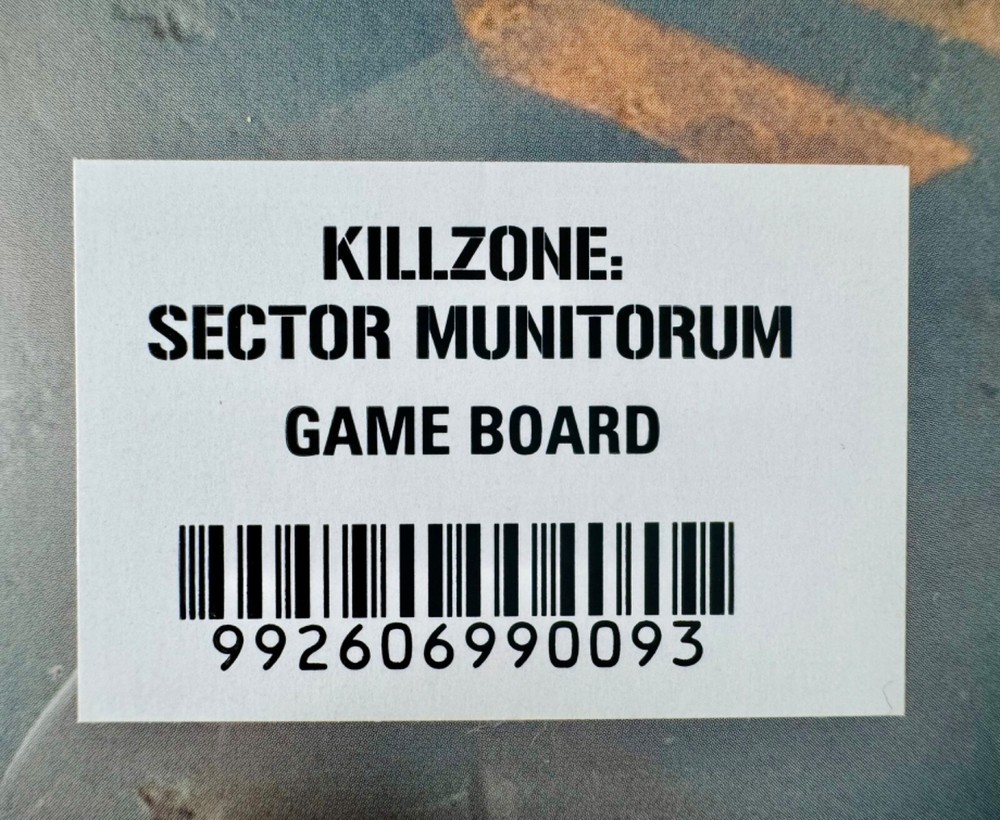 KILLZONE:
SECTOR MUNITORUM
GAME BOARD
992606990093